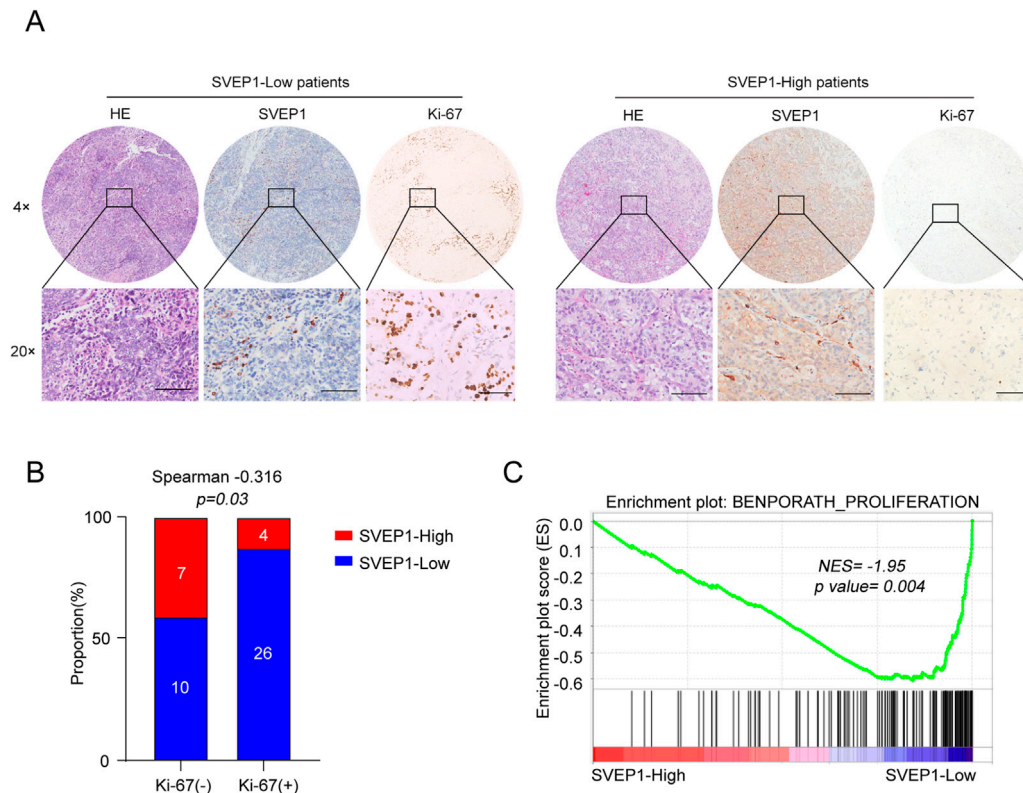 A
SVEP1-Low patients
SVEP1-High patients
HE
SVEP1
Ki-67
HE
SVEP1
Ki-67
4×
20×
B
Spearman -0.316
p=0.03
100
50
0
Proportion(%)
7
10
4
26
Ki-67(-)
Ki-67(+)
SVEP1-High
SVEP1-Low
C
Enrichment plot: BENPORATH_PROLIFERATION
Enrichment plot score (ES)
0.0
0.1
-0.2
-0.3
-0.4
-0.5
-0.6
NES= -1.95
p value= 0.004
SVEP1-High
SVEP1-Low